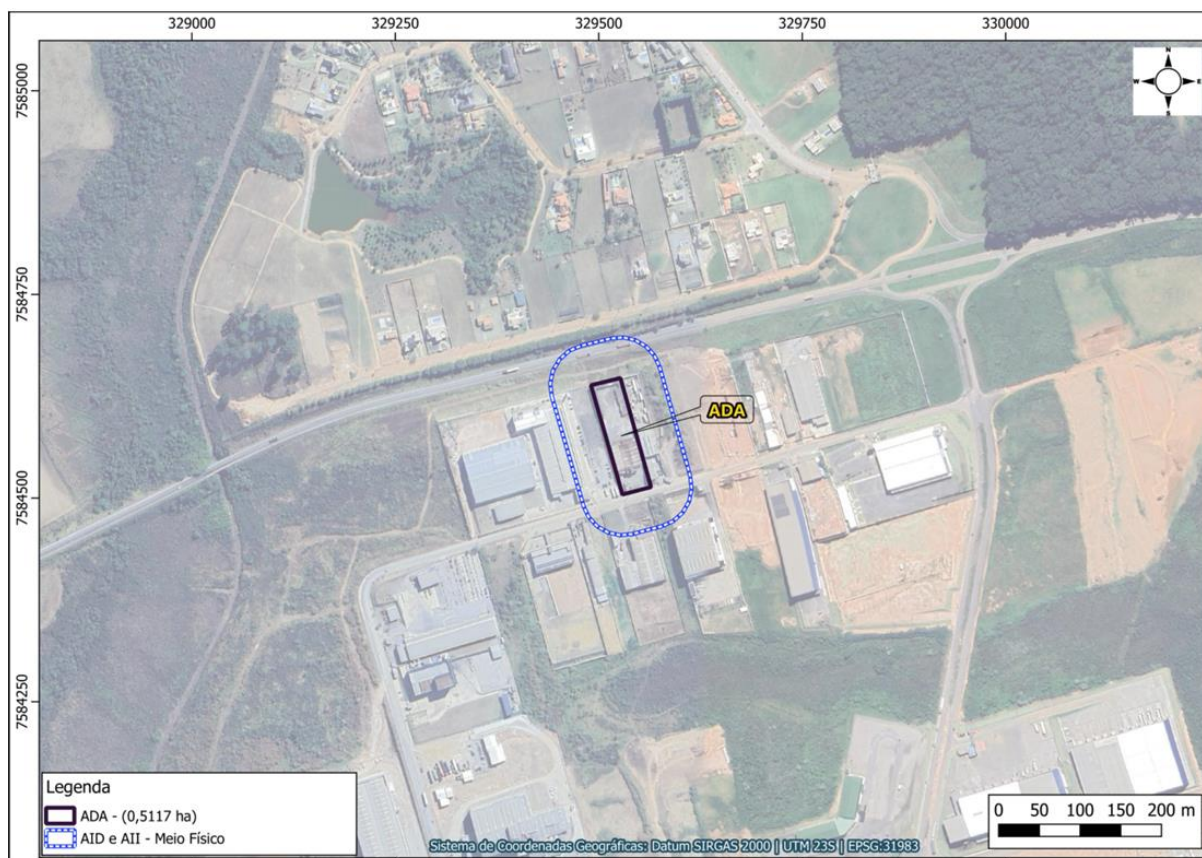 329000 329250 329500 329750 330000
7585000
7584750
7584500
7584250
N
W E
S
ADA
Legenda
ADA - (0,5117 ha)
AID e AII - Meio Físico
0 50 100 150 200 m
Sistema de Coordenadas Geográficas: Datum SIRGAS 2000 | UTM 23S | EPSG:31983